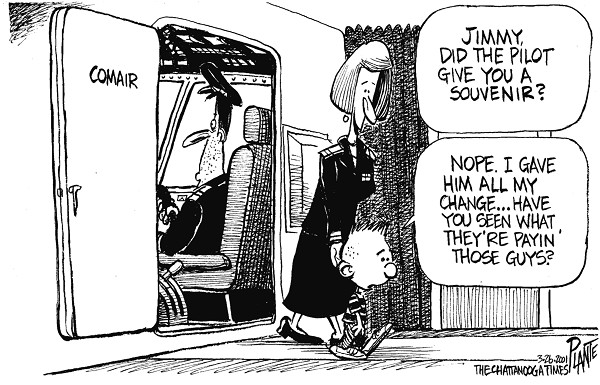 COMAIR
JIMMY,
DID THE PILOT
GIVE YOU A
SOUVENIR?
NOPE. I GAVE
HIM ALL MY
CHANGE...HAVE
YOU SEEN WHAT
THEY'RE PAYIN'
THOSE GUYS?
3-26-2001
THE CHATTANOOGA TIMES
PLANTE